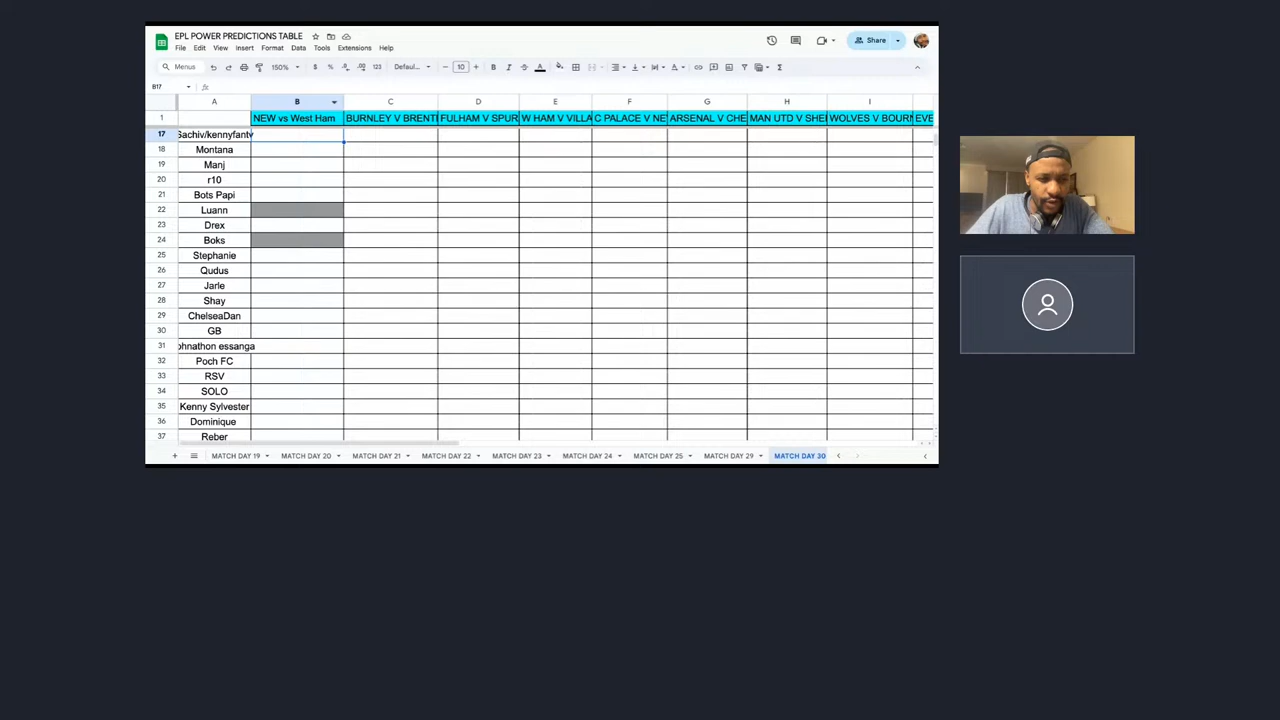 EPL POWER PREDICTIONS TABLE
File Edit View Insert Format Data Tools Extensions Help
Share
Menus 150% $ % .0 .00 123 Defaul... 10 B I A
B17 fx
A B C D E F G H I
1 NEW vs West Ham BURNLEY V BRENT FULHAM V SPUR W HAM V VILLA C PALACE V NE ARSENAL V CHE MAN UTD V SHE WOLVES V BOURN EVE
17 Sachiv/kennyfantv
18 Montana
19 Manj
20 r10
21 Bots Papi
22 Luann
23 Drex
24 Boks
25 Stephanie
26 Qudus
27 Jarle
28 Shay
29 ChelseaDan
30 GB
31 ohnathon essanga
32 Poch FC
33 RSV
34 SOLO
35 Kenny Sylvester
36 Dominique
37 Reber
MATCH DAY 19 MATCH DAY 20 MATCH DAY 21 MATCH DAY 22 MATCH DAY 23 MATCH DAY 24 MATCH DAY 25 MATCH DAY 29 MATCH DAY 30